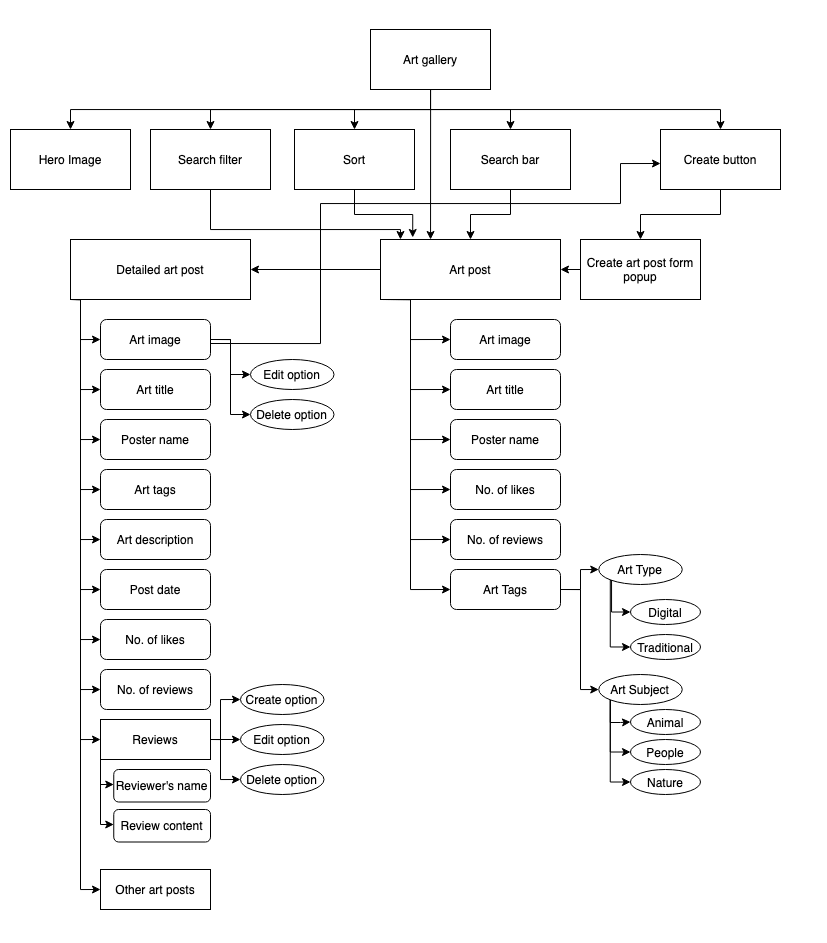 Art gallery
Hero Image
Search filter
Sort
Search bar
Create button
Detailed art post
Art post
Create art post form
popup
Art image
Edit option
Delete option
Art title
Poster name
Art tags
Art description
Post date
No. of likes
No. of reviews
Reviews
Create option
Edit option
Delete option
Reviewer's name
Review content
Other art posts
Art image
Art title
Poster name
No. of likes
No. of reviews
Art Tags
Art Type
Digital
Traditional
Art Subject
Animal
People
Nature